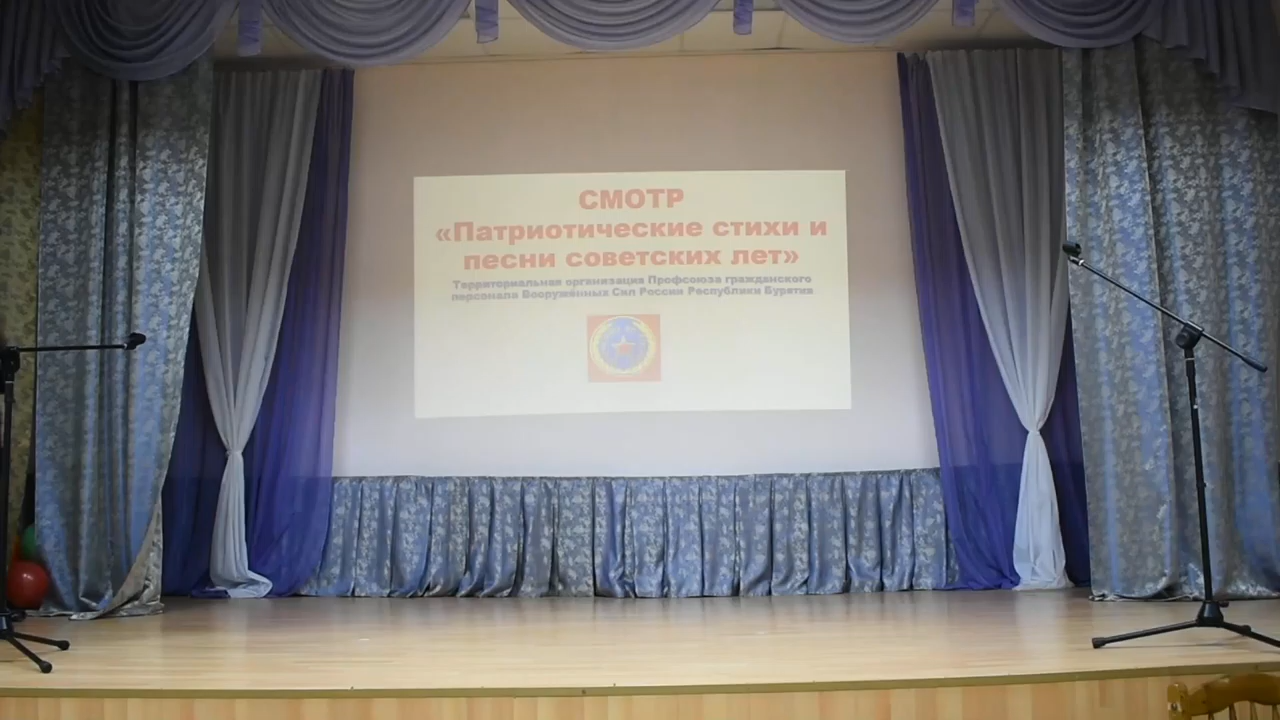 СМОТР
«Патриотические стихи и
песни советских лет»
Территориальная организация Профсоюза гражданского
персонала Вооружённых Сил России Республики Бурятия